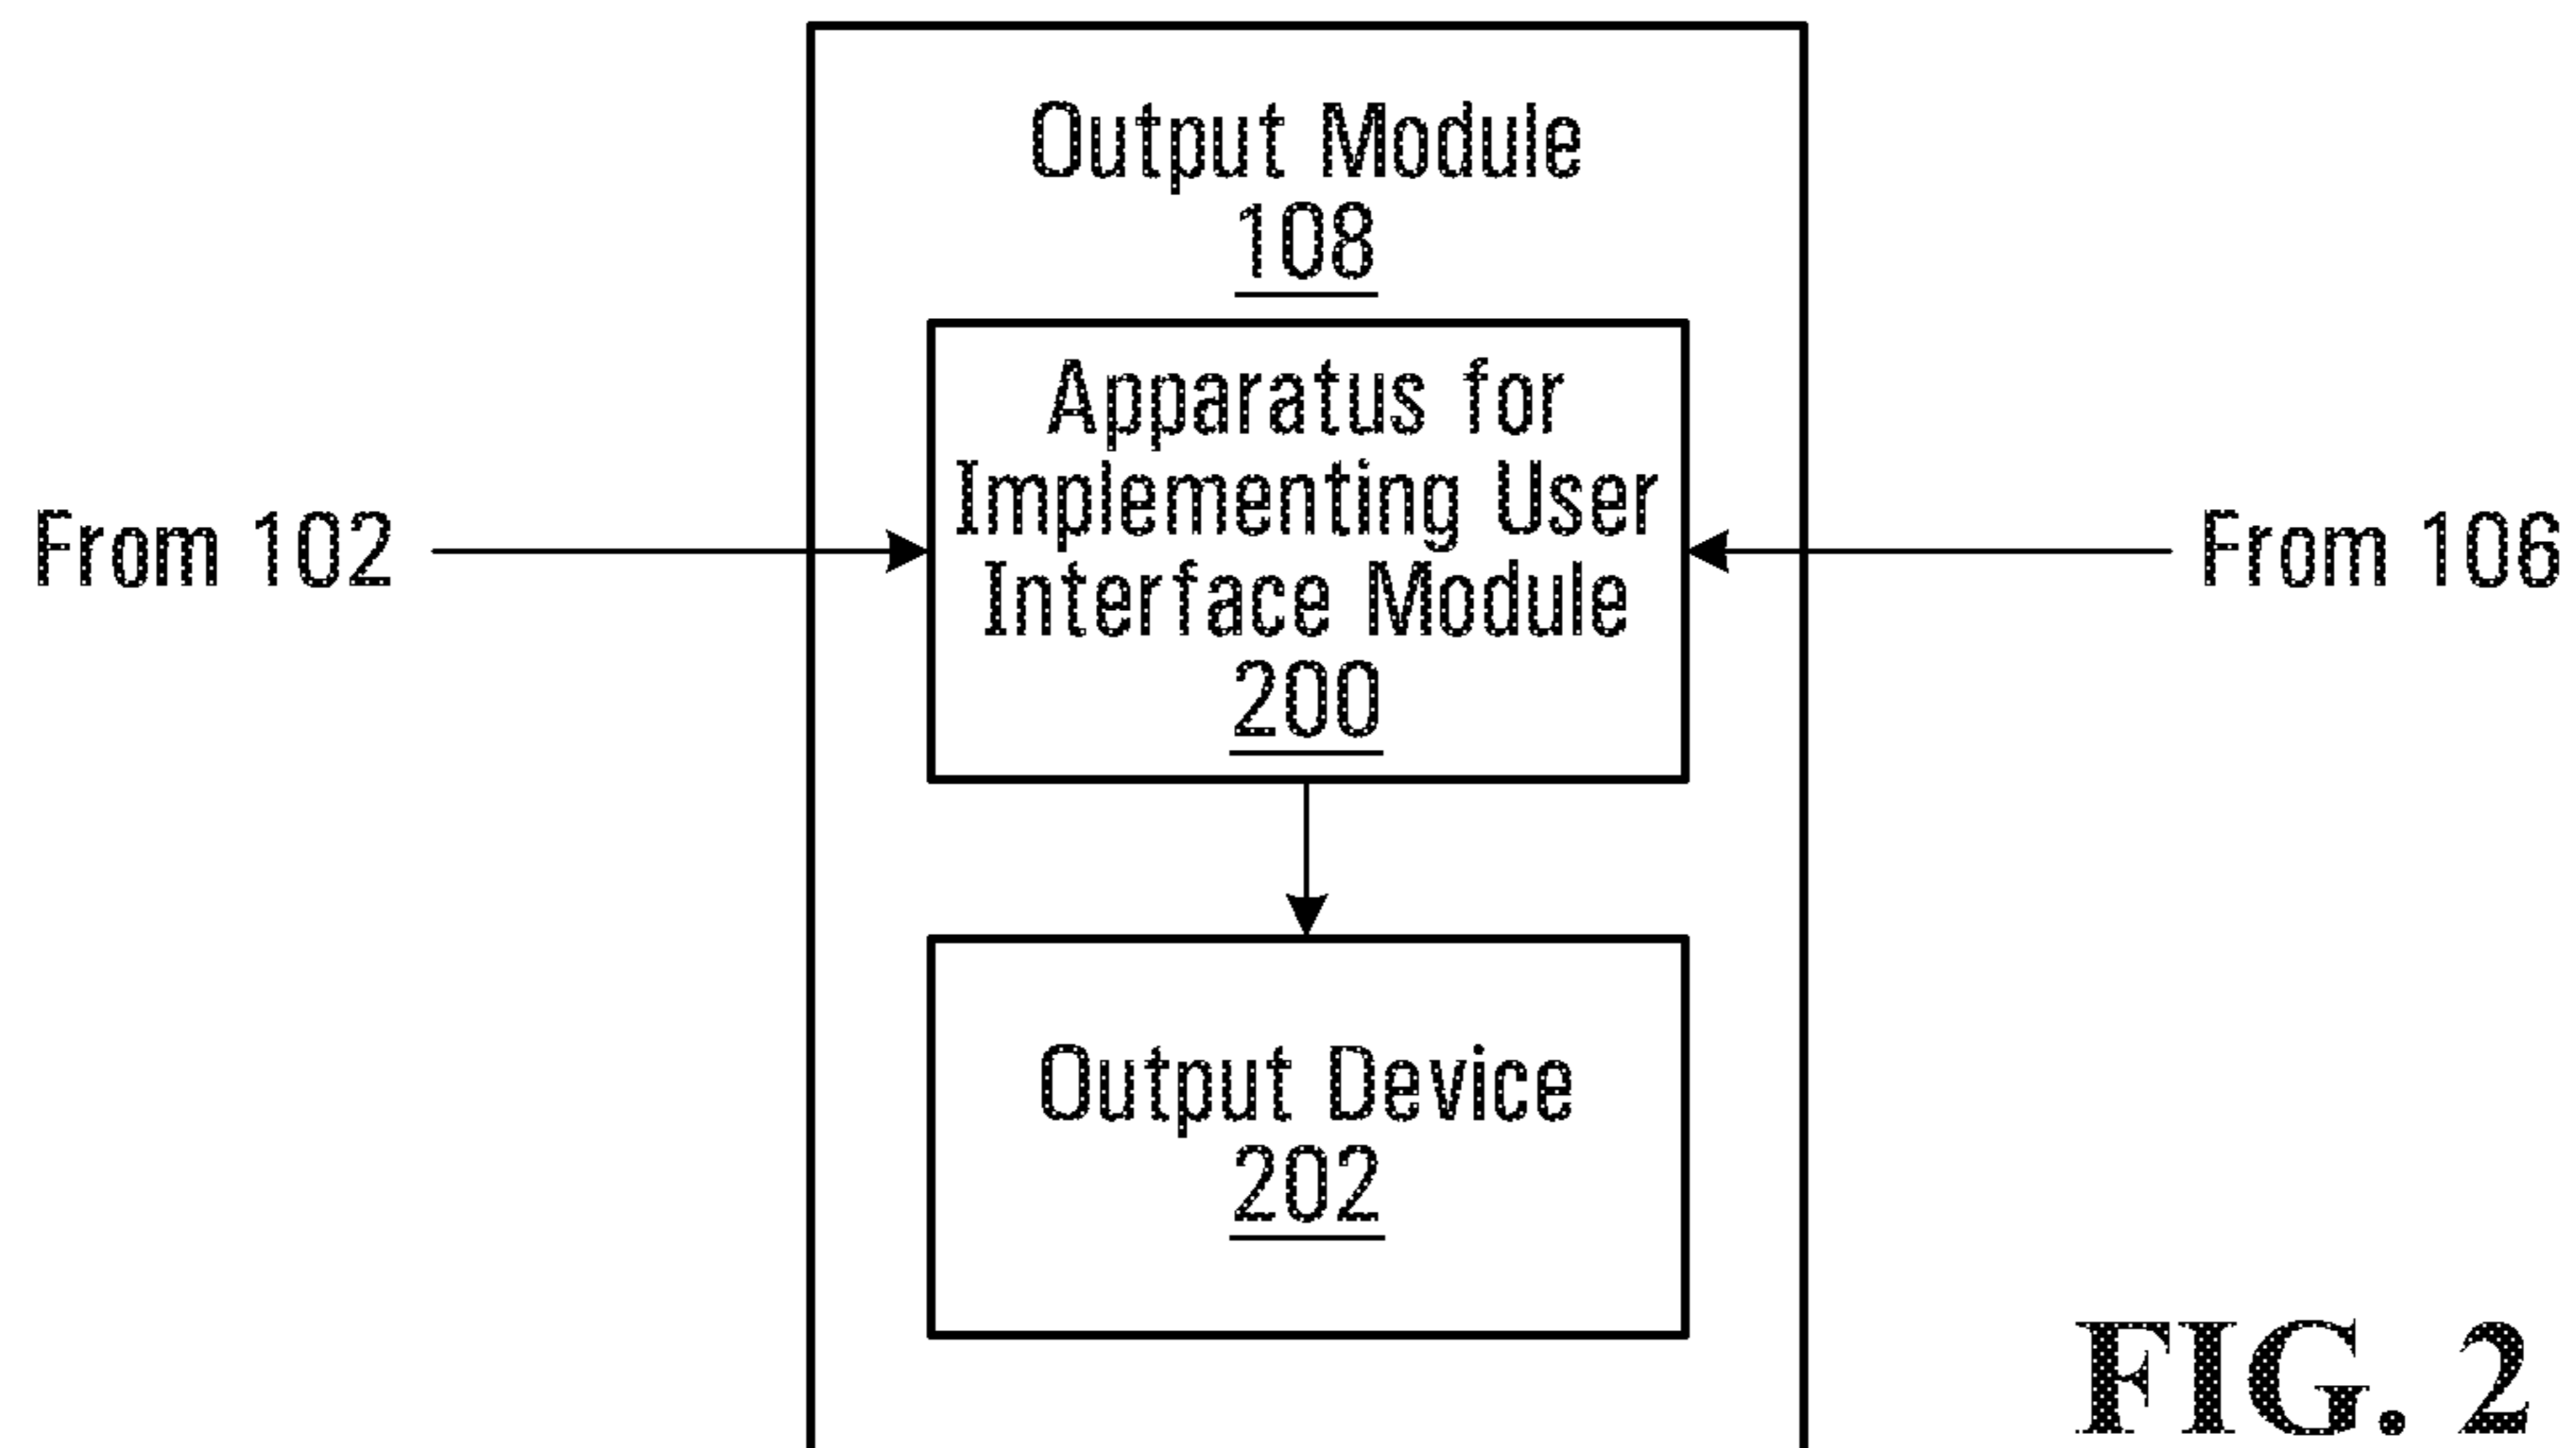 Output Module
108
Apparatus for
Implementing User
Interface Module
200
From 102
From 106
Output Device
202
FIG. 2